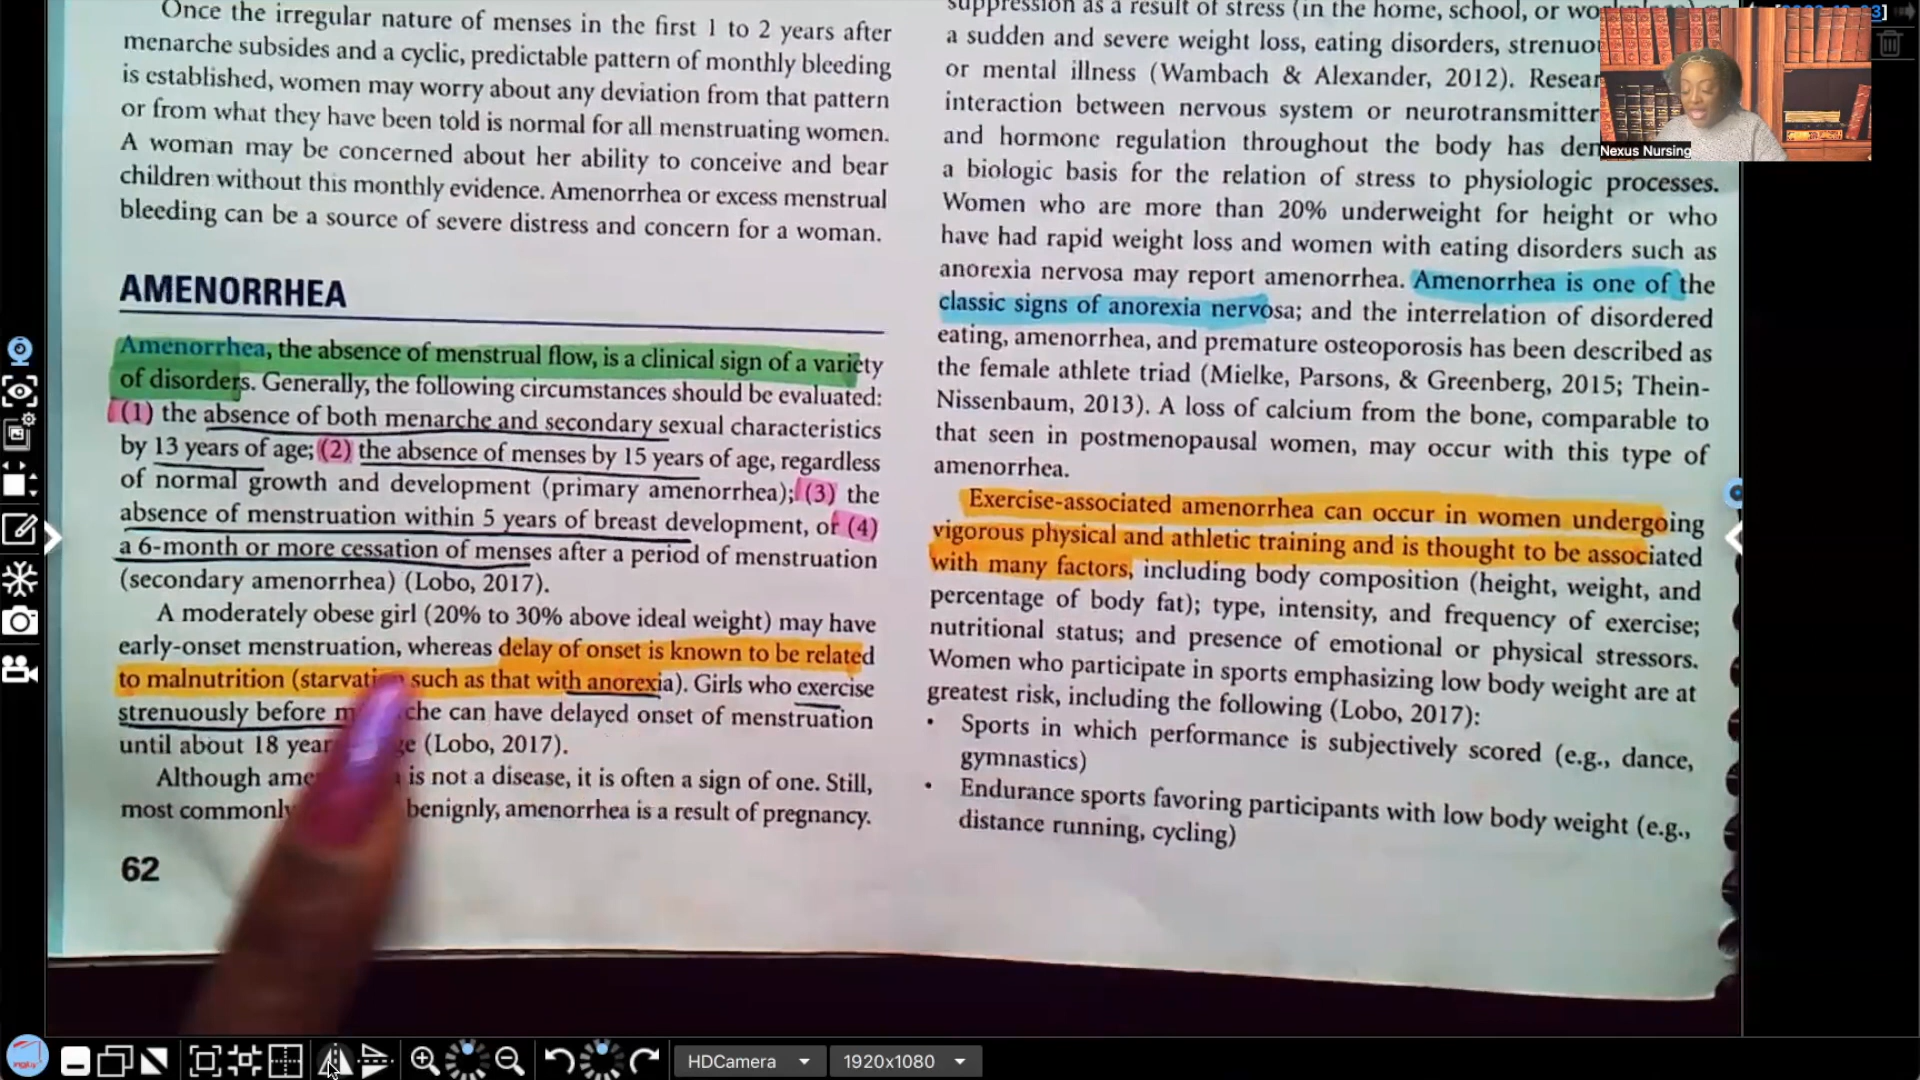 Once the irregular nature of menses in the first 1 to 2 years after
menarche subsides and a cyclic, predictable pattern of monthly bleeding
is established, women may worry about any deviation from that pattern
or from what they have been told is normal for all menstruating women.
A woman may be concerned about her ability to conceive and bear
children without this monthly evidence. Amenorrhea or excess menstrual
bleeding can be a source of severe distress and concern for a woman.
AMENORRHEA
Amenorrhea, the absence of menstrual flow, is a clinical sign of a variety
of disorders. Generally, the following circumstances should be evaluated:
(1) the absence of both menarche and secondary sexual characteristics
by 13 years of age; (2) the absence of menses by 15 years of age, regardless
of normal growth and development (primary amenorrhea); (3) the
absence of menstruation within 5 years of breast development, or (4)
a 6-month or more cessation of menses after a period of menstruation
(secondary amenorrhea) (Lobo, 2017).
A moderately obese girl (20% to 30% above ideal weight) may have
early-onset menstruation, whereas delay of onset is known to be related
to malnutrition (starvation such as that with anorexia). Girls who exercise
strenuously before can have delayed onset of menstruation
until about 18 (Lobo, 2017).
Although is not a disease, it is often a sign of one. Still,
most commonly benignly, amenorrhea is a result of pregnancy.
62
suppression as a result of stress (in the home, school, or
a sudden and severe weight loss, eating disorders,
or mental illness (Wambach & Alexander, 2012).
interaction between nervous system or neurotransmitter
and hormone regulation throughout the body has
a biologic basis for the relation of stress to physiologic processes.
Women who are more than 20% underweight for height or who
have had rapid weight loss and women with eating disorders such as
anorexia nervosa may report amenorrhea. Amenorrhea is one of the
classic signs of anorexia nervosa; and the interrelation of disordered
eating, amenorrhea, and premature osteoporosis has been described as
the female athlete triad (Mielke, Parsons, & Greenberg, 2015; Thein-
Nissenbaum, 2013). A loss of calcium from the bone, comparable to
that seen in postmenopausal women, may occur with this type of
amenorrhea.
Exercise-associated amenorrhea can occur in women undergoing
vigorous physical and athletic training and is thought to be associated
with many factors, including body composition (height, weight, and
percentage of body fat); type, intensity, and frequency of exercise;
nutritional status; and presence of emotional or physical stressors.
Women who participate in sports emphasizing low body weight are at
greatest risk, including the following (Lobo, 2017):
• Sports in which performance is subjectively scored (e.g., dance,
gymnastics)
• Endurance sports favoring participants with low body weight (e.g.,
distance running, cycling)
Nexus Nursing
HDCamera
1920x1080